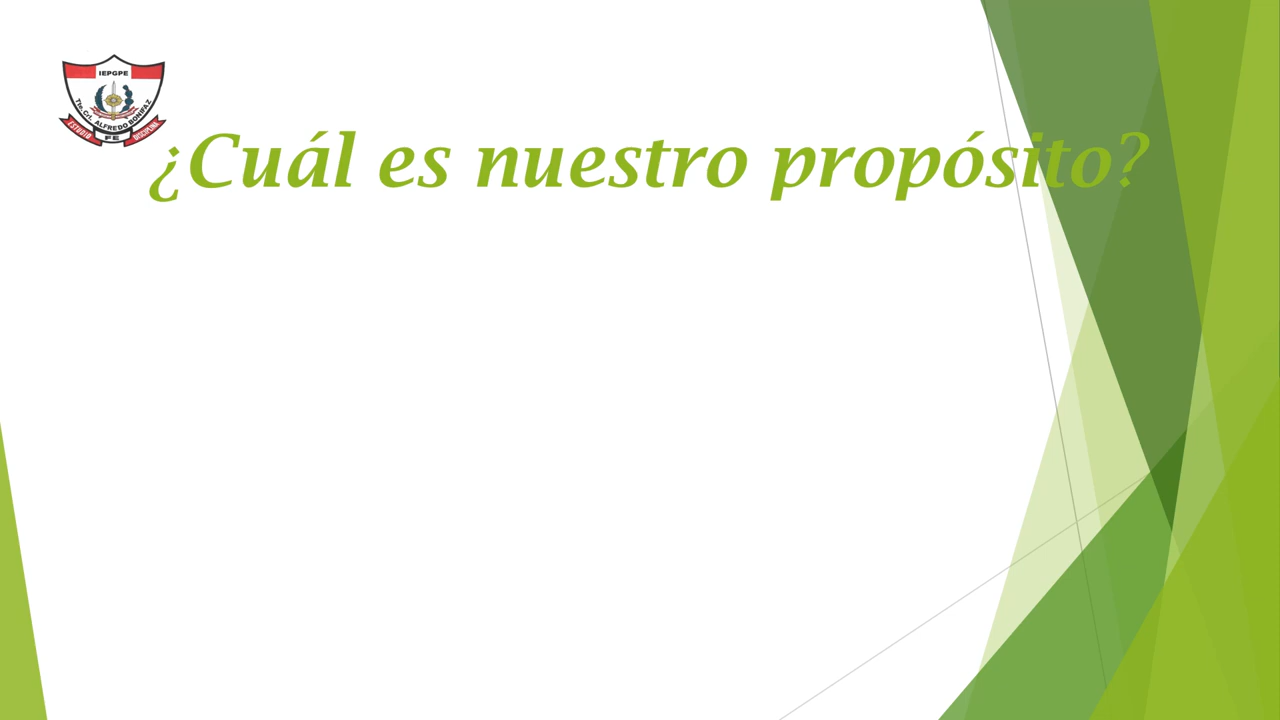 IEPGPE
Tte. Crl. ALFREDO BONIFAZ
ESTUDIO FE DISCIPLINA
¿Cuál es nuestro propósito?